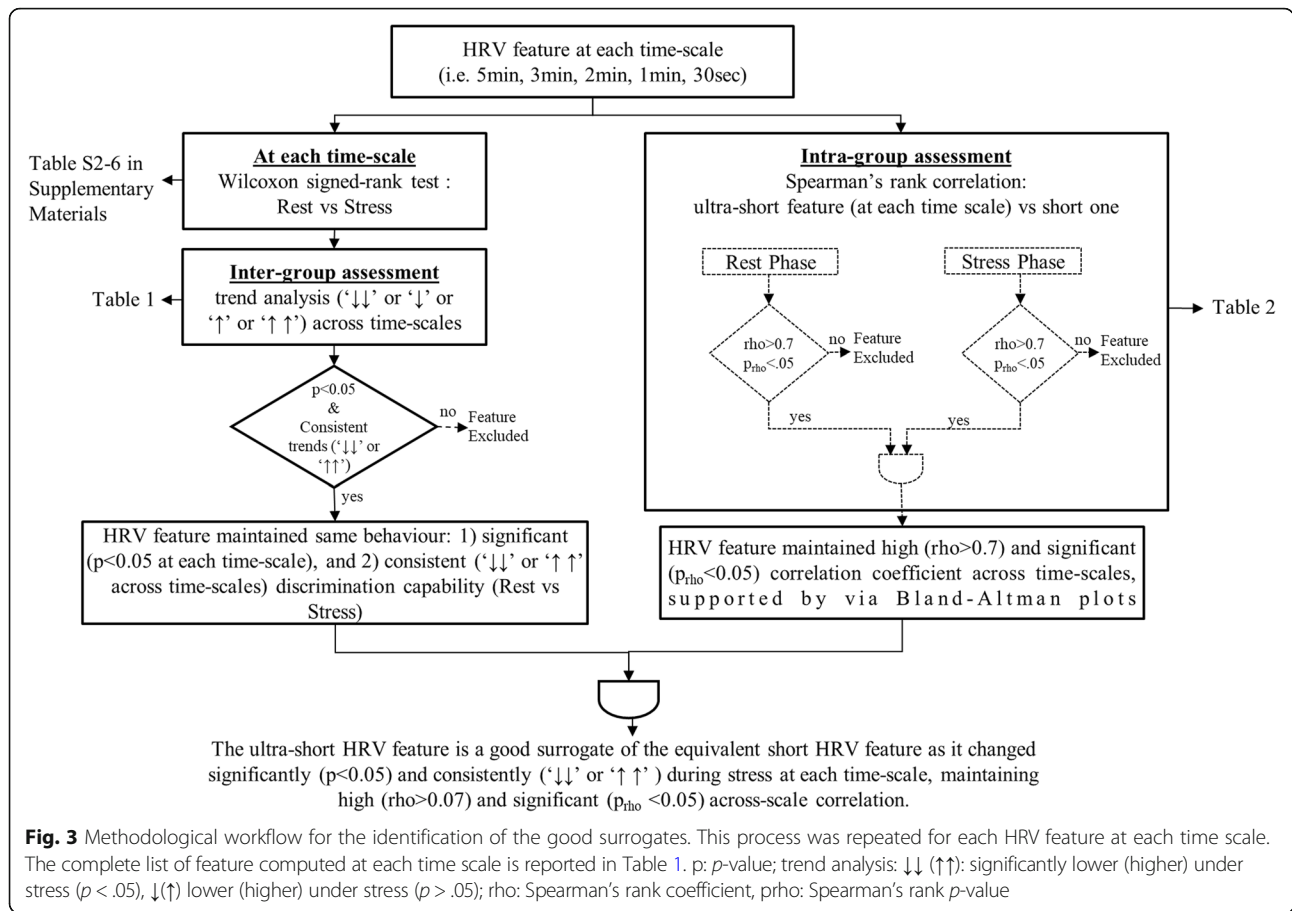 HRV feature at each time-scale
(i.e. 5min, 3min, 2min, 1min, 30sec)
At each time-scale
Wilcoxon signed-rank test :
Rest vs Stress
Table S2-6 in
Supplementary
Materials
Inter-group assessment
trend analysis (‘↓↓’ or ‘↓’ or
‘↑’ or ‘↑ ↑’) across time-scales
Table 1
p<0.05
&
Consistent
trends (‘↓↓’ or
‘↑↑’)
no
Feature
Excluded
yes
HRV feature maintained same behaviour: 1) significant
(p<0.05 at each time-scale), and 2) consistent (‘↓↓’ or ‘↑ ↑’
across time-scales) discrimination capability (Rest vs
Stress)
Intra-group assessment
Spearman’s rank correlation:
ultra-short feature (at each time scale) vs short one
Rest Phase
rho>0.7
prho<.05
no
Feature
Excluded
yes
Stress Phase
rho>0.7
prho<.05
no
Feature
Excluded
yes
Table 2
HRV feature maintained high (rho>0.7) and significant
(prho<0.05) correlation coefficient across time-scales,
supported by via Bland-Altman plots
The ultra-short HRV feature is a good surrogate of the equivalent short HRV feature as it changed
significantly (p<0.05) and consistently (‘↓↓’ or ‘↑ ↑’ ) during stress at each time-scale, maintaining
high (rho>0.07) and significant (prho <0.05) across-scale correlation.
Fig. 3 Methodological workflow for the identification of the good surrogates. This process was repeated for each HRV feature at each time scale.
The complete list of feature computed at each time scale is reported in Table 1. p: p-value; trend analysis: ↓↓ (↑↑): significantly lower (higher) under
stress (p < .05), ↓(↑) lower (higher) under stress (p > .05); rho: Spearman’s rank coefficient, prho: Spearman’s rank p-value